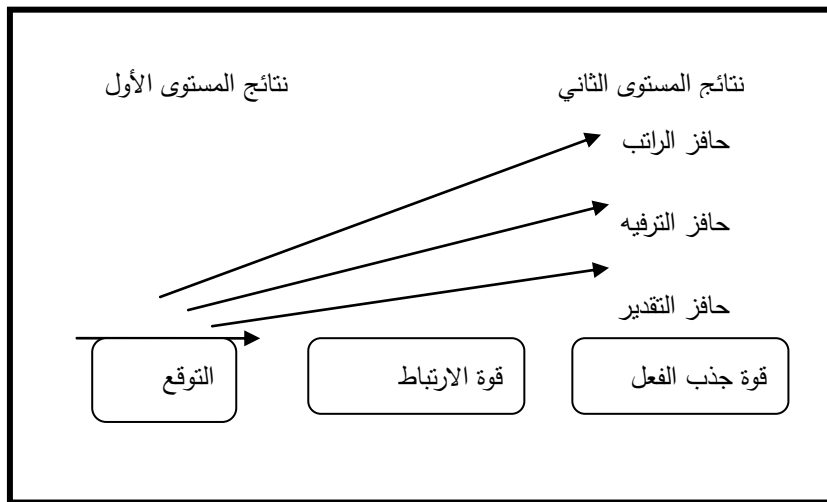 نتائج المستوى الأول
نتائج المستوى الثاني
حافز الراتب
حافز الترفيه
حافز التقدير
التوقع
قوة الارتباط
قوة جذب الفعل